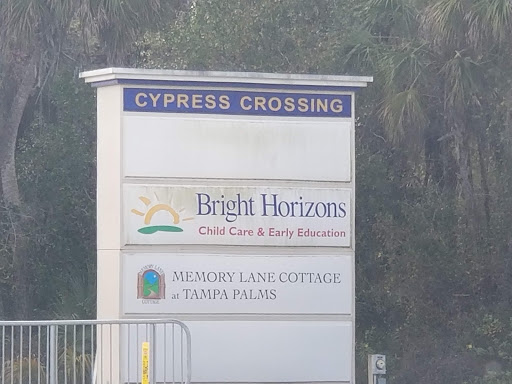 CYPRESS CROSSING
Bright Horizons
Child Care & Early Education
MEMORY LANE COTTAGE
at TAMPA PALMS